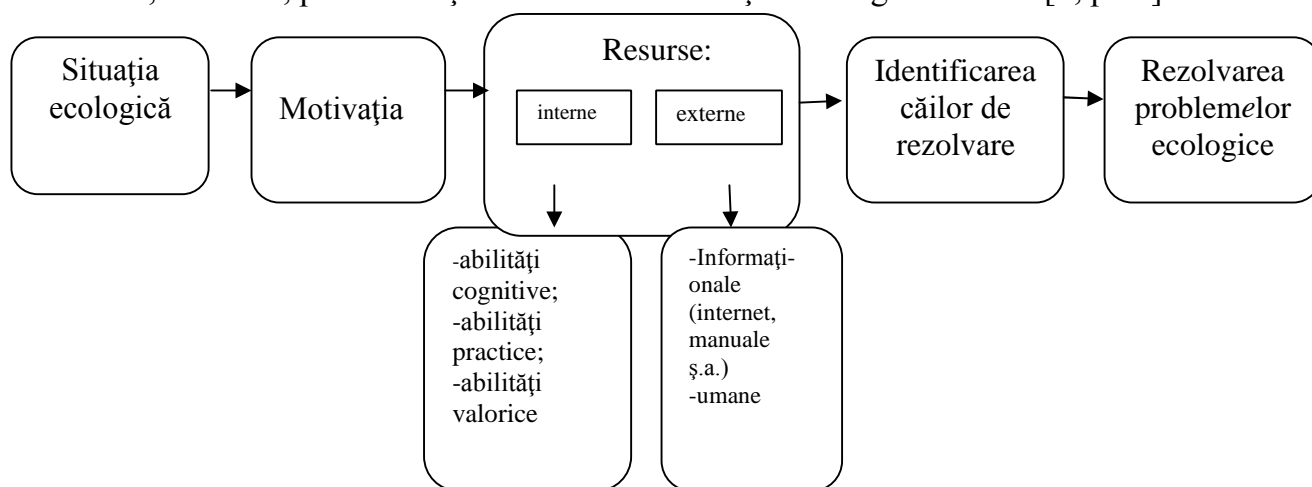 Situaţia
ecologică
Motivaţia
Resurse:
interne
externe
Identificarea
căilor de
rezolvare
Rezolvarea
problemelor
ecologice
-abilităţi
cognitive;
-abilităţi
practice;
-abilităţi
valorice
-Informaţi-
onale
(internet,
manuale
ş.a.)
-umane